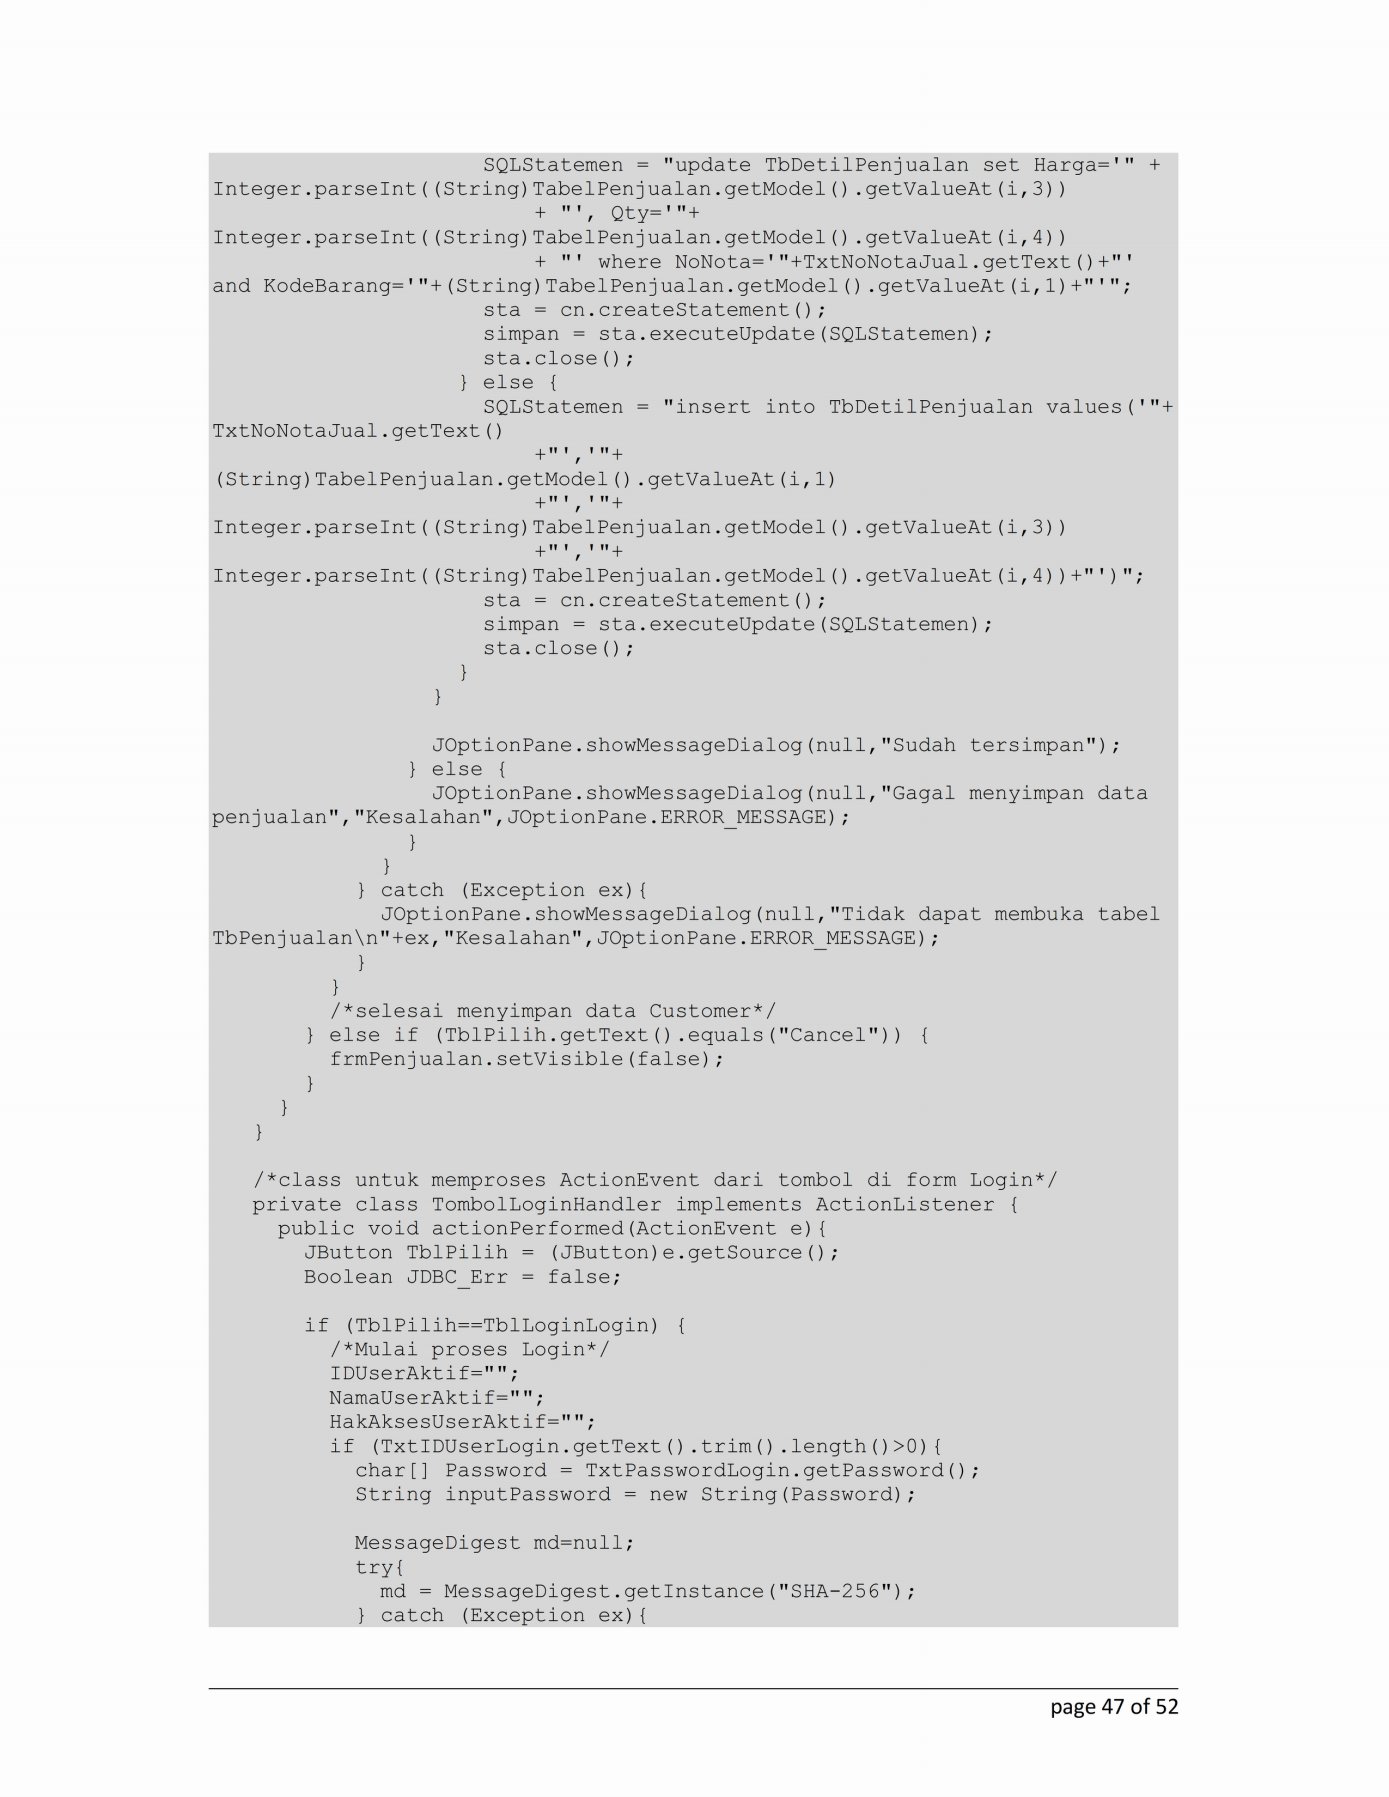 SQLStatemen = "update TbDetilPenjualan set Harga='" +
Integer.parseInt((String)TabelPenjualan.getModel().getValueAt(i,3))
+ "', Qty='"+
Integer.parseInt((String)TabelPenjualan.getModel().getValueAt(i,4))
+ "' where NoNota='"+TxtNoNotaJual.getText()+"'
and KodeBarang='"+(String)TabelPenjualan.getModel().getValueAt(i,1)+"'";
sta = cn.createStatement();
simpan = sta.executeUpdate(SQLStatemen);
sta.close();
} else {
SQLStatemen = "insert into TbDetilPenjualan values('"+
TxtNoNotaJual.getText()
+"','"+
(String)TabelPenjualan.getModel().getValueAt(i,1)
+"','"+
Integer.parseInt((String)TabelPenjualan.getModel().getValueAt(i,3))
+"','"+
Integer.parseInt((String)TabelPenjualan.getModel().getValueAt(i,4))+"')";
sta = cn.createStatement();
simpan = sta.executeUpdate(SQLStatemen);
sta.close();
}
}
JOptionPane.showMessageDialog(null,"Sudah tersimpan");
} else {
JOptionPane.showMessageDialog(null,"Gagal menyimpan data
penjualan","Kesalahan",JOptionPane.ERROR_MESSAGE);
}
}
} catch (Exception ex){
JOptionPane.showMessageDialog(null,"Tidak dapat membuka tabel
TbPenjualan\n"+ex,"Kesalahan",JOptionPane.ERROR_MESSAGE);
}
}
/*selesai menyimpan data Customer*/
} else if (TblPilih.getText().equals("Cancel")) {
frmPenjualan.setVisible(false);
}
}
}
/*class untuk memproses ActionEvent dari tombol di form Login*/
private class TombolLoginHandler implements ActionListener {
public void actionPerformed(ActionEvent e){
JButton TblPilih = (JButton)e.getSource();
Boolean JDBC_Err = false;
if (TblPilih==TblLoginLogin) {
/*Mulai proses Login*/
IDUserAktif="";
NamaUserAktif="";
HakAksesUserAktif="";
if (TxtIDUserLogin.getText().trim().length()>0){
char[] Password = TxtPasswordLogin.getPassword();
String inputPassword = new String(Password);
MessageDigest md=null;
try{
md = MessageDigest.getInstance("SHA-256");
} catch (Exception ex){
page 47 of 52